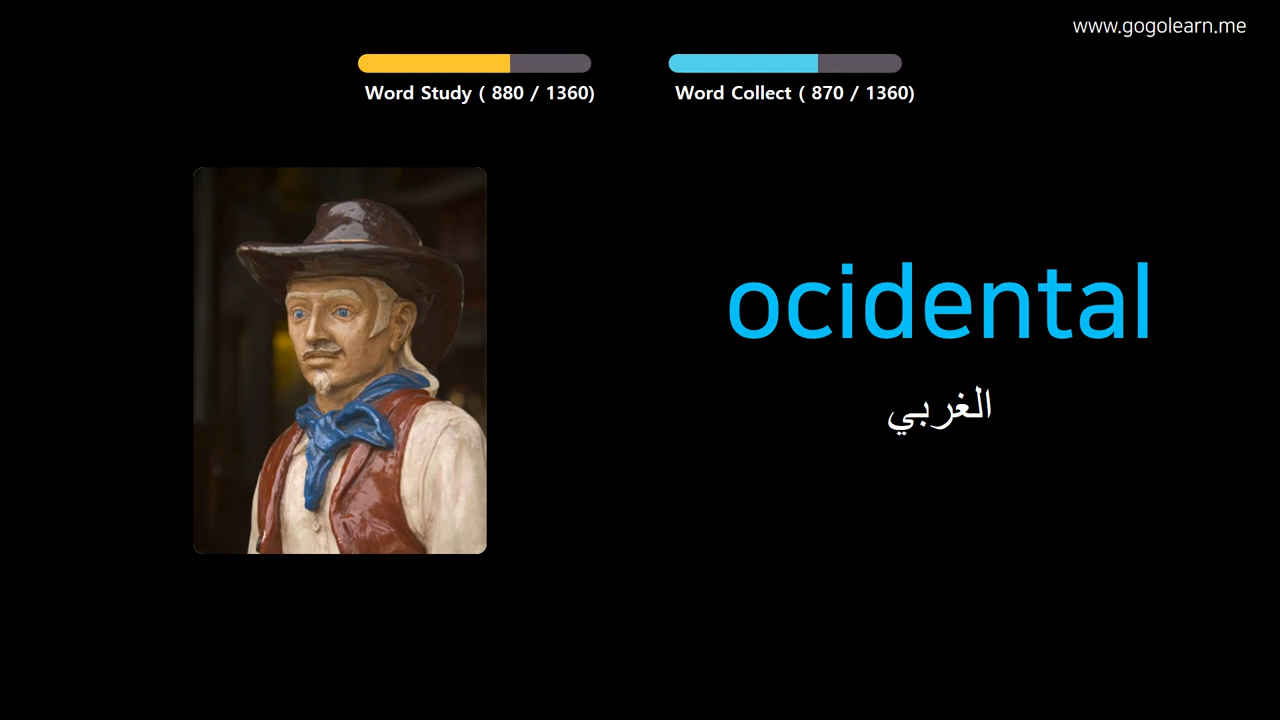 www.gogolearn.me
Word Study ( 880 / 1360)
Word Collect ( 870 / 1360)
ocidental
الغربي